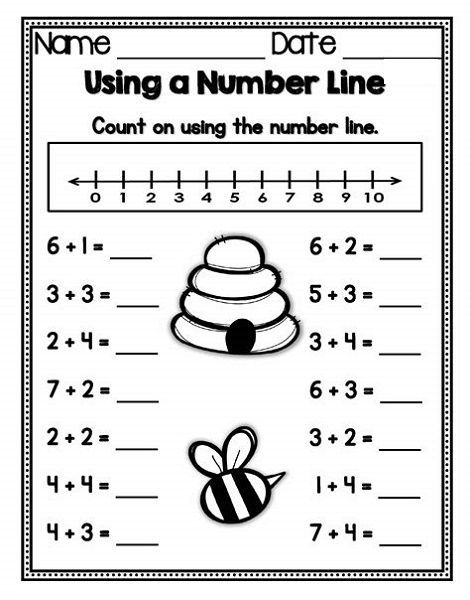 Name ____________ Date ________
Using a Number Line
Count on using the number line.
0 1 2 3 4 5 6 7 8 9 10
6 + 1 = ____ 6 + 2 = ____
3 + 3 = ____ 5 + 3 = ____
2 + 4 = ____ 3 + 4 = ____
7 + 2 = ____ 6 + 3 = ____
2 + 2 = ____ 3 + 2 = ____
4 + 4 = ____ 1 + 4 = ____
4 + 3 = ____ 7 + 4 = ____